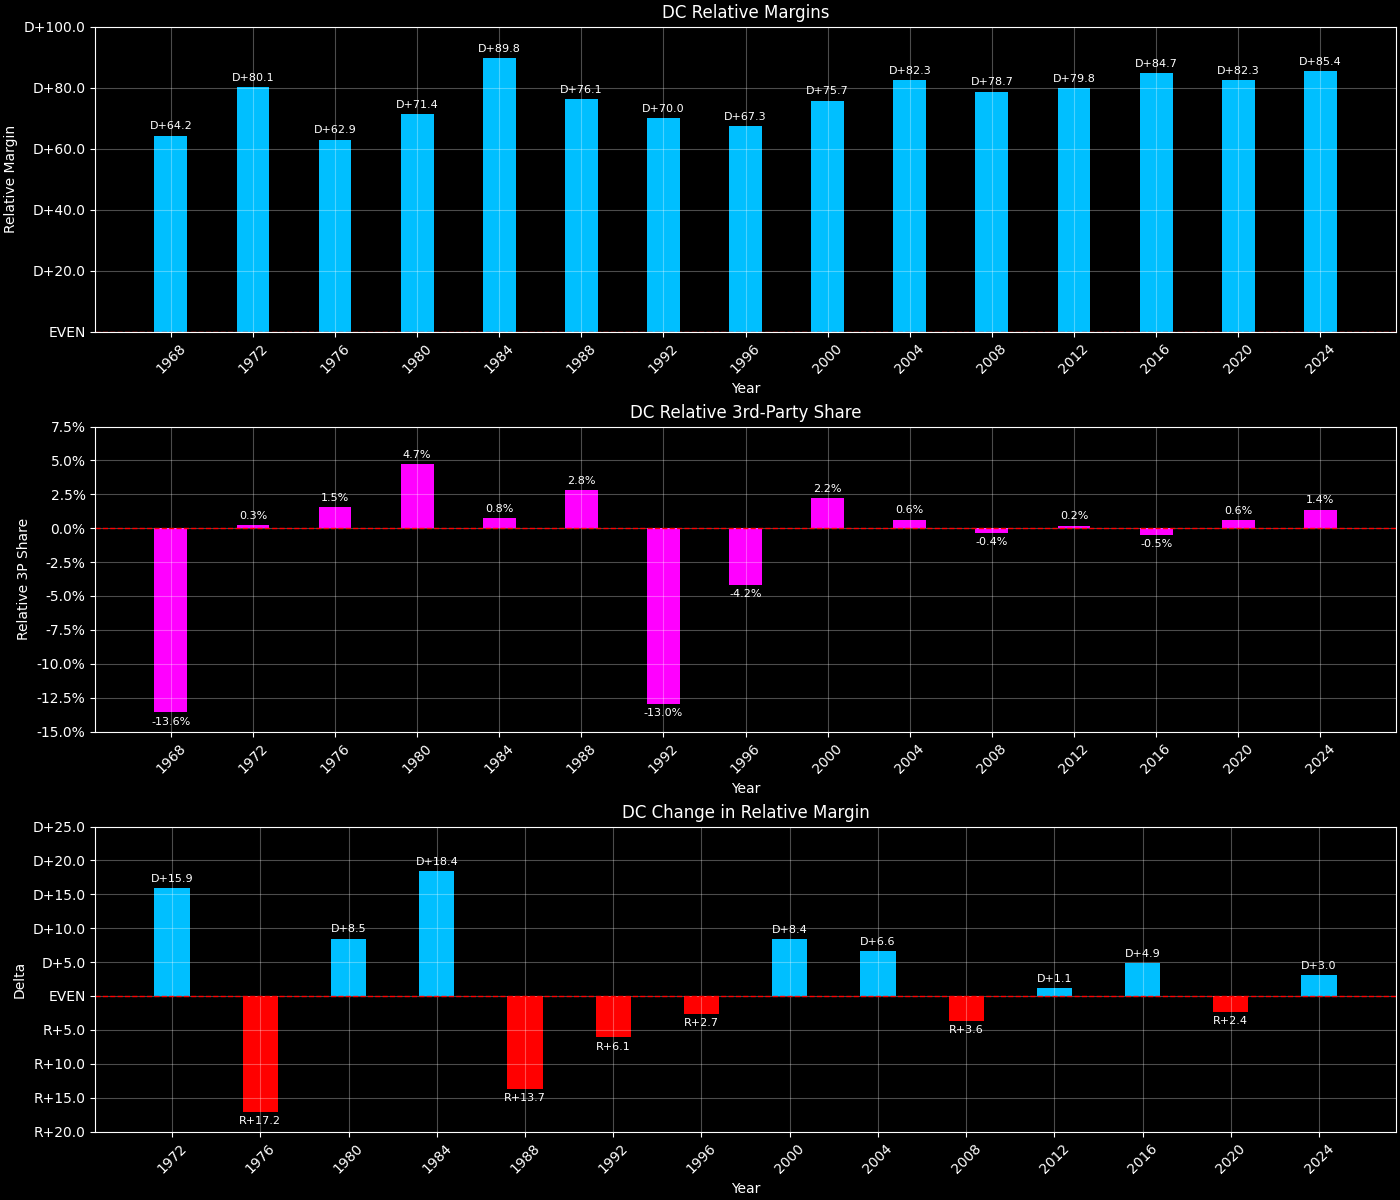 DC Relative Margins
Relative Margin
D+100.0
D+80.0
D+60.0
D+40.0
D+20.0
EVEN
D+64.2
D+80.1
D+62.9
D+71.4
D+89.8
D+76.1
D+70.0
D+67.3
D+75.7
D+82.3
D+78.7
D+79.8
D+84.7
D+82.3
D+85.4
1968
1972
1976
1980
1984
1988
1992
1996
2000
2004
2008
2012
2016
2020
2024
Year
DC Relative 3rd-Party Share
Relative 3P Share
7.5%
5.0%
2.5%
0.0%
-2.5%
-5.0%
-7.5%
-10.0%
-12.5%
-15.0%
-13.6%
0.3%
1.5%
4.7%
0.8%
2.8%
-13.0%
-4.2%
2.2%
0.6%
-0.4%
0.2%
-0.5%
0.6%
1.4%
1968
1972
1976
1980
1984
1988
1992
1996
2000
2004
2008
2012
2016
2020
2024
Year
DC Change in Relative Margin
Delta
D+25.0
D+20.0
D+15.0
D+10.0
D+5.0
EVEN
R+5.0
R+10.0
R+15.0
R+20.0
D+15.9
R+17.2
D+8.5
D+18.4
R+13.7
R+6.1
R+2.7
D+8.4
D+6.6
R+3.6
D+1.1
D+4.9
R+2.4
D+3.0
1972
1976
1980
1984
1988
1992
1996
2000
2004
2008
2012
2016
2020
2024
Year